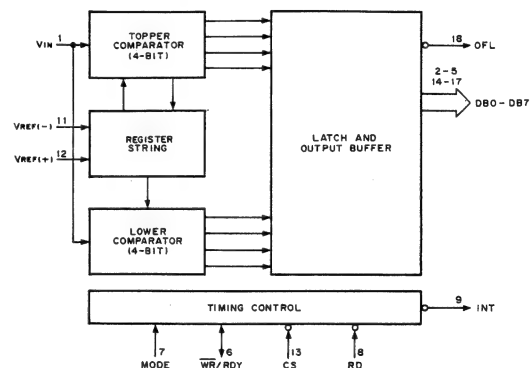 TOPPER
COMPARATOR
(4-BIT)
VIN 1
18 OFL
2-5
14-17
DB0-DB7
VREF(-) 11
VREF(+) 12
REGISTER
STRING
LATCH AND
OUTPUT BUFFER
LOWER
COMPARATOR
(4-BIT)
TIMING CONTROL
9 INT
7 6 13 8
MODE WR/RDY CS RD